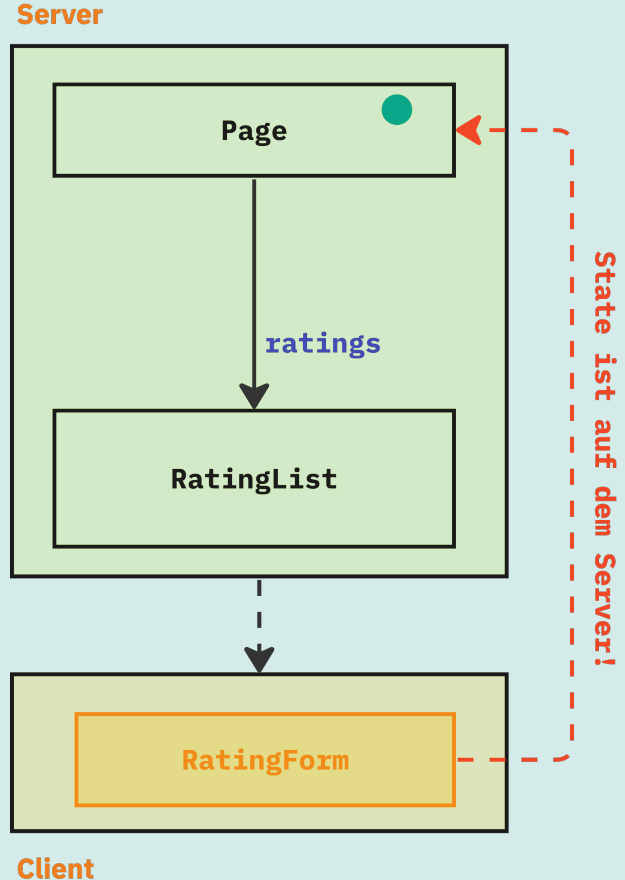 Server
Page
ratings
RatingList
State ist auf dem Server!
RatingForm
Client